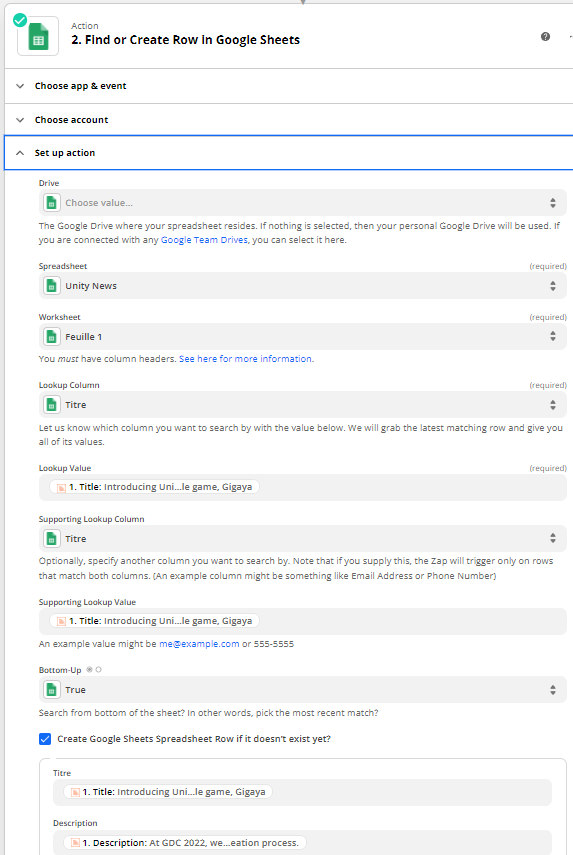 Action
2. Find or Create Row in Google Sheets
Choose app & event
Choose account
Set up action
Drive
Choose value...
The Google Drive where your spreadsheet resides. If nothing is selected, then your personal Google Drive will be used. If
you are connected with any Google Team Drives, you can select it here.
Spreadsheet (required)
Unity News
Worksheet (required)
Feuille 1
You must have column headers. See here for more information.
Lookup Column (required)
Titre
Let us know which column you want to search by with the value below. We will grab the latest matching row and give you
all of its values.
Lookup Value (required)
1. Title: Introducing Uni...le game, Gigaya
Supporting Lookup Column
Titre
Optionally, specify another column you want to search by. Note that if you supply this, the Zap will trigger only on rows
that match both columns. (An example column might be something like Email Address or Phone Number)
Supporting Lookup Value
1. Title: Introducing Uni...le game, Gigaya
An example value might be me@example.com or 555-5555
Bottom-Up
True
Search from bottom of the sheet? In other words, pick the most recent match?
Create Google Sheets Spreadsheet Row if it doesn't exist yet?
Titre
1. Title: Introducing Uni...le game, Gigaya
Description
1. Description: At GDC 2022, we...eation process.